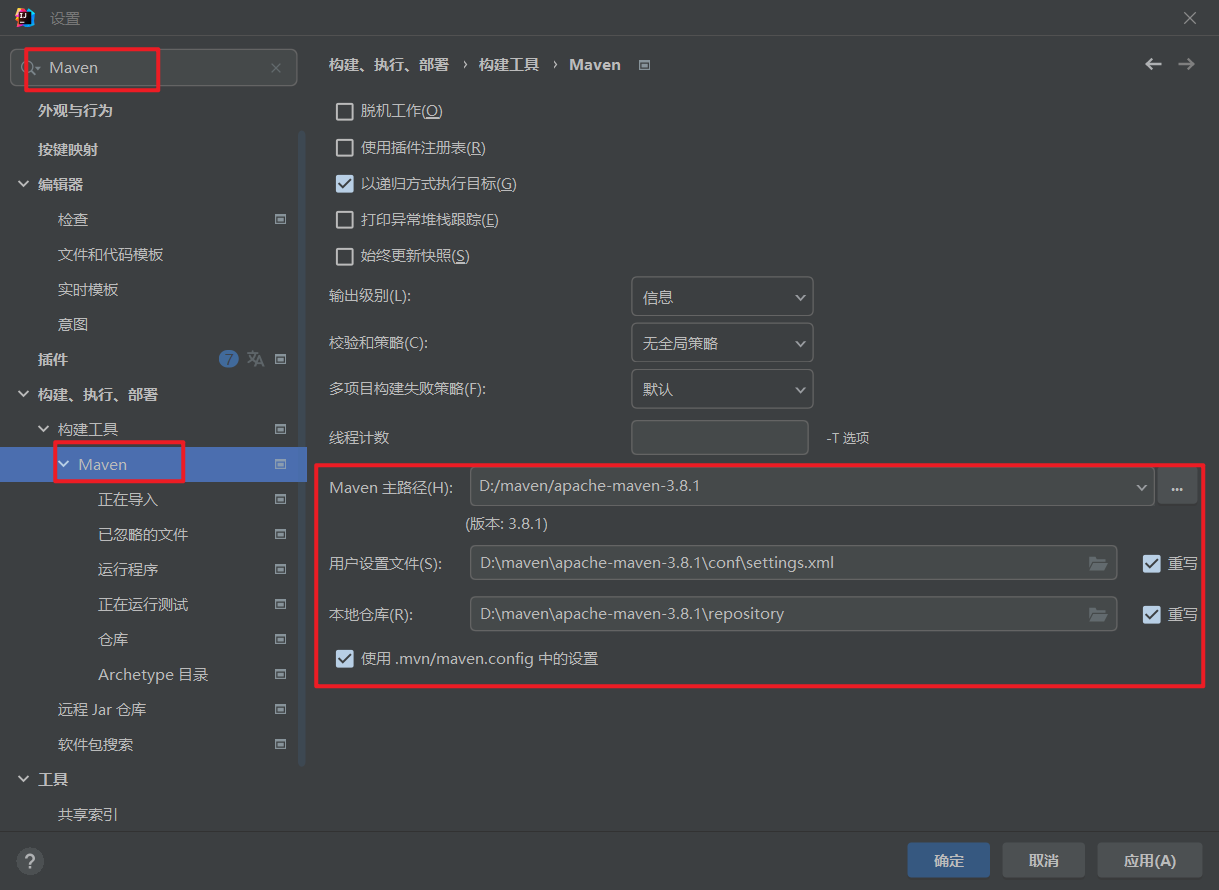 设置
Maven
外观与行为
按键映射
编辑器
检查
文件和代码模板
实时模板
意图
插件 7
构建、执行、部署
构建工具
Maven
正在导入
已忽略的文件
运行程序
正在运行测试
仓库
Archetype 目录
远程 Jar 仓库
软件包搜索
工具
共享索引
构建、执行、部署 › 构建工具 › Maven
脱机工作(O)
使用插件注册表(R)
以递归方式执行目标(G)
打印异常堆栈跟踪(E)
始终更新快照(S)
输出级别(L): 信息
校验和策略(C): 无全局策略
多项目构建失败策略(F): 默认
线程计数 -T 选项
Maven 主路径(H): D:/maven/apache-maven-3.8.1 ...
(版本: 3.8.1)
用户设置文件(S): D:\maven\apache-maven-3.8.1\conf\settings.xml 重写
本地仓库(R): D:\maven\apache-maven-3.8.1\repository 重写
使用 .mvn/maven.config 中的设置
? 确定 取消 应用(A)